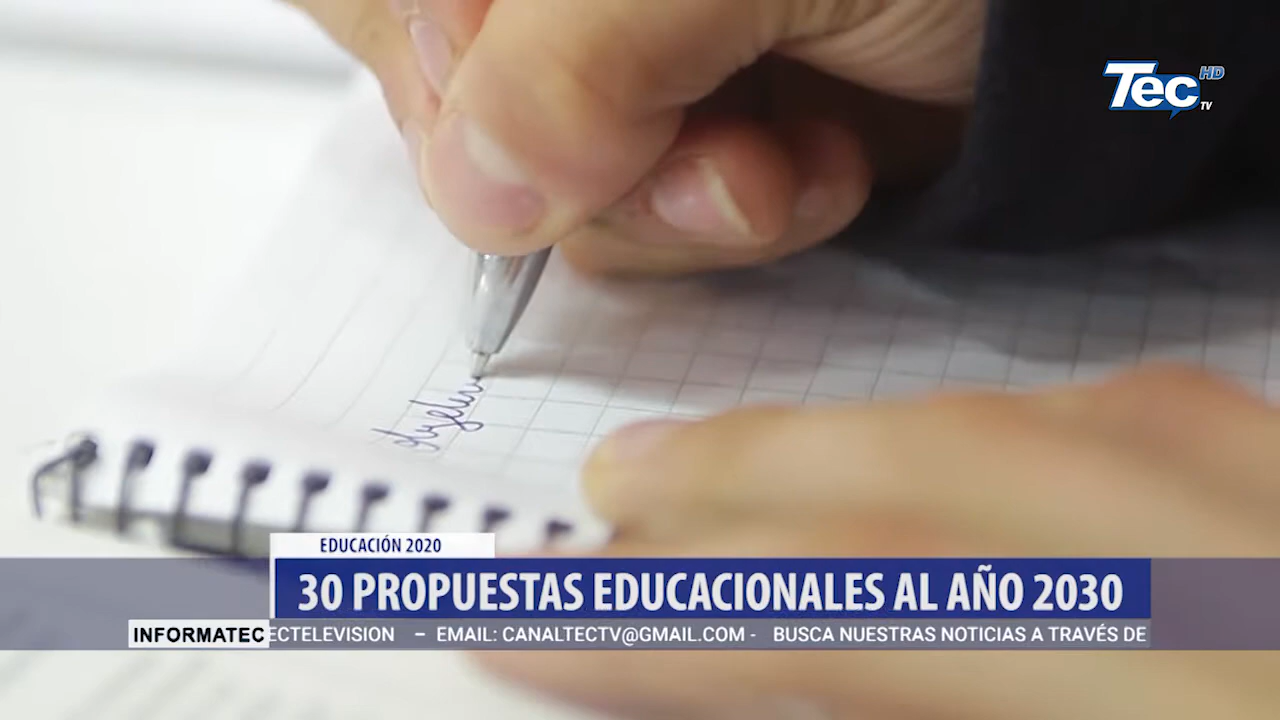 Tec HD
TV
EDUCACIÓN 2020
30 PROPUESTAS EDUCACIONALES AL AÑO 2030
INFORMATEC ECTELEVISION – EMAIL: CANALTECTV@GMAIL.COM - BUSCA NUESTRAS NOTICIAS A TRAVÉS DE